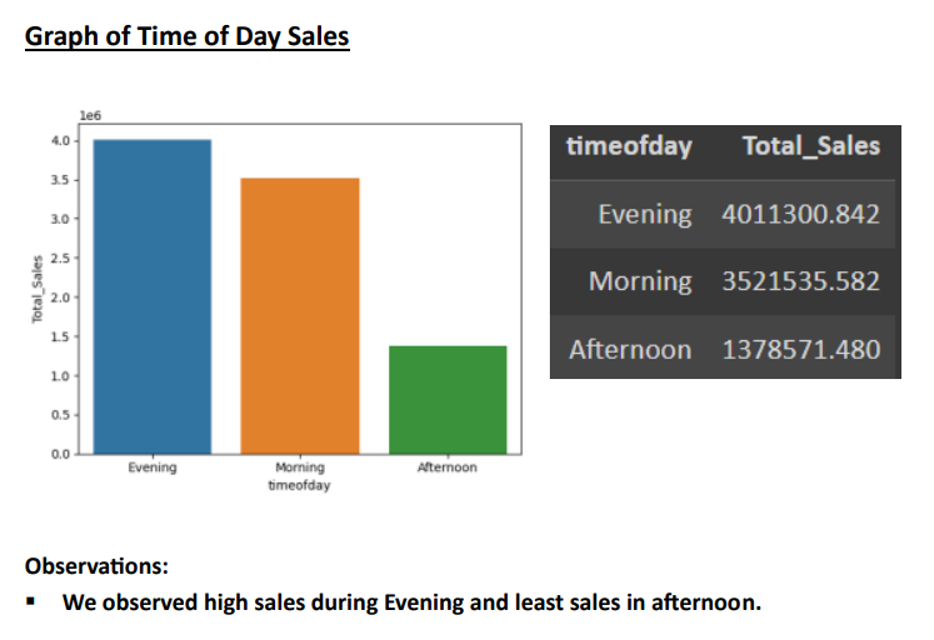 Graph of Time of Day Sales
1e6
4.0
3.5
3.0
2.5
2.0
1.5
1.0
0.5
0.0
Total_Sales
Evening Morning Afternoon
timeofday
timeofday Total_Sales
Evening 4011300.842
Morning 3521535.582
Afternoon 1378571.480
Observations:
▪ We observed high sales during Evening and least sales in afternoon.